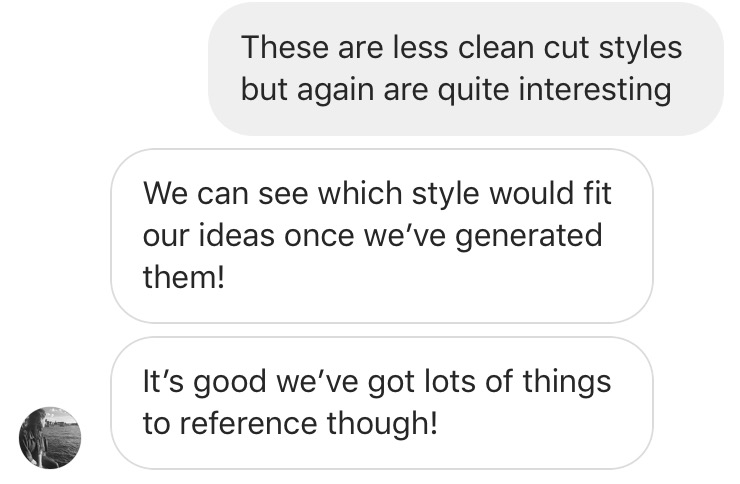 These are less clean cut styles
but again are quite interesting
We can see which style would fit
our ideas once we’ve generated
them!
It’s good we’ve got lots of things
to reference though!